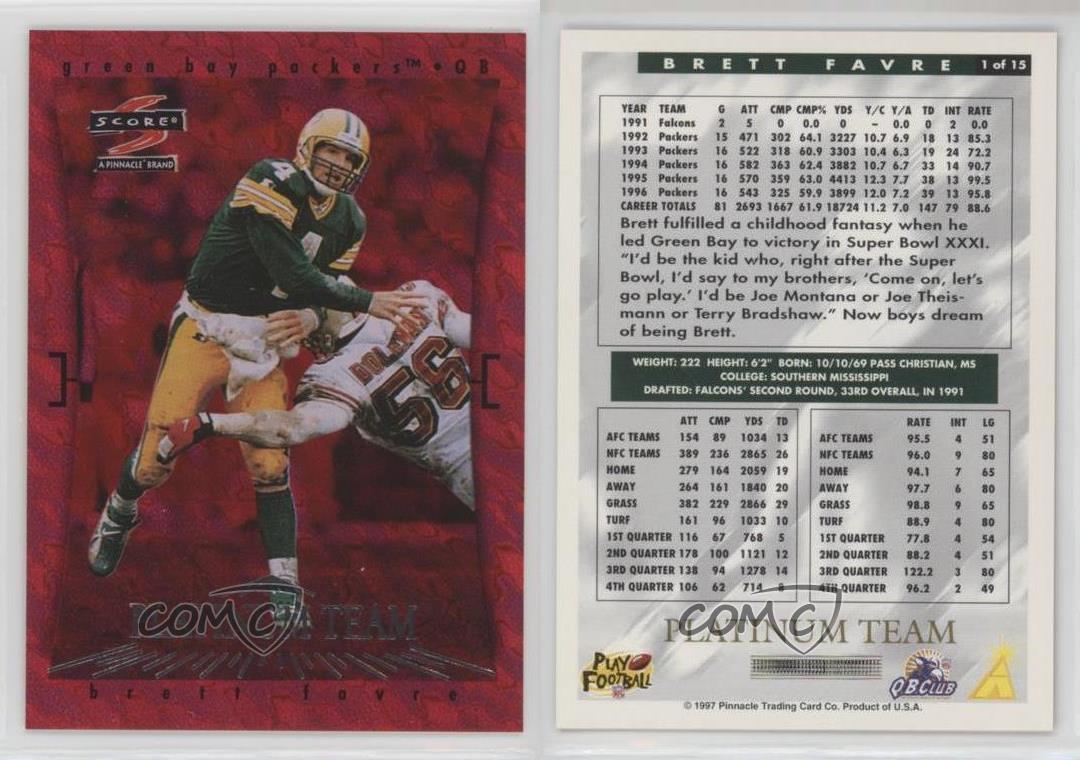 green bay packers™•QB
SCORE®
A PINNACLE BRAND
4
4
DOLEMAN
56
PLATINUM TEAM
COMC
brett favre
BRETT FAVRE 1 of 15
YEAR TEAM G ATT CMP CMP% YDS Y/C Y/A TD INT RATE
1991 Falcons 2 5 0 0.0 0 – 0.0 0 2 0.0
1992 Packers 15 471 302 64.1 3227 10.7 6.9 18 13 85.3
1993 Packers 16 522 318 60.9 3303 10.4 6.3 19 24 72.2
1994 Packers 16 582 363 62.4 3882 10.7 6.7 33 14 90.7
1995 Packers 16 570 359 63.0 4413 12.3 7.7 38 13 99.5
1996 Packers 16 543 325 59.9 3899 12.0 7.2 39 13 95.8
CAREER TOTALS 81 2693 1667 61.9 18724 11.2 7.0 147 79 88.6
Brett fulfilled a childhood fantasy when he
led Green Bay to victory in Super Bowl XXXI.
“I’d be the kid who, right after the Super
Bowl, I’d say to my brothers, ‘Come on, let’s
go play.’ I’d be Joe Montana or Joe Theis-
mann or Terry Bradshaw.” Now boys dream
of being Brett.
WEIGHT: 222 HEIGHT: 6'2" BORN: 10/10/69 PASS CHRISTIAN, MS
COLLEGE: SOUTHERN MISSISSIPPI
DRAFTED: FALCONS’ SECOND ROUND, 33RD OVERALL, IN 1991
ATT CMP YDS TD
AFC TEAMS 154 89 1034 13
NFC TEAMS 389 236 2865 26
HOME 279 164 2059 19
AWAY 264 161 1840 20
GRASS 382 229 2866 29
TURF 161 96 1033 10
1ST QUARTER 116 67 768 5
2ND QUARTER 178 100 1121 12
3RD QUARTER 138 94 1278 14
4TH QUARTER 106 62 714 8
RATE INT LG
AFC TEAMS 95.5 4 51
NFC TEAMS 96.0 9 80
HOME 94.1 7 65
AWAY 97.7 6 80
GRASS 98.8 9 65
TURF 88.9 4 80
1ST QUARTER 77.8 4 54
2ND QUARTER 88.2 4 51
3RD QUARTER 122.2 3 80
4TH QUARTER 96.2 2 49
COMC
PLATINUM TEAM
PLAY FOOTBALL
QB CLUB
© 1997 Pinnacle Trading Card Co. Product of U.S.A.